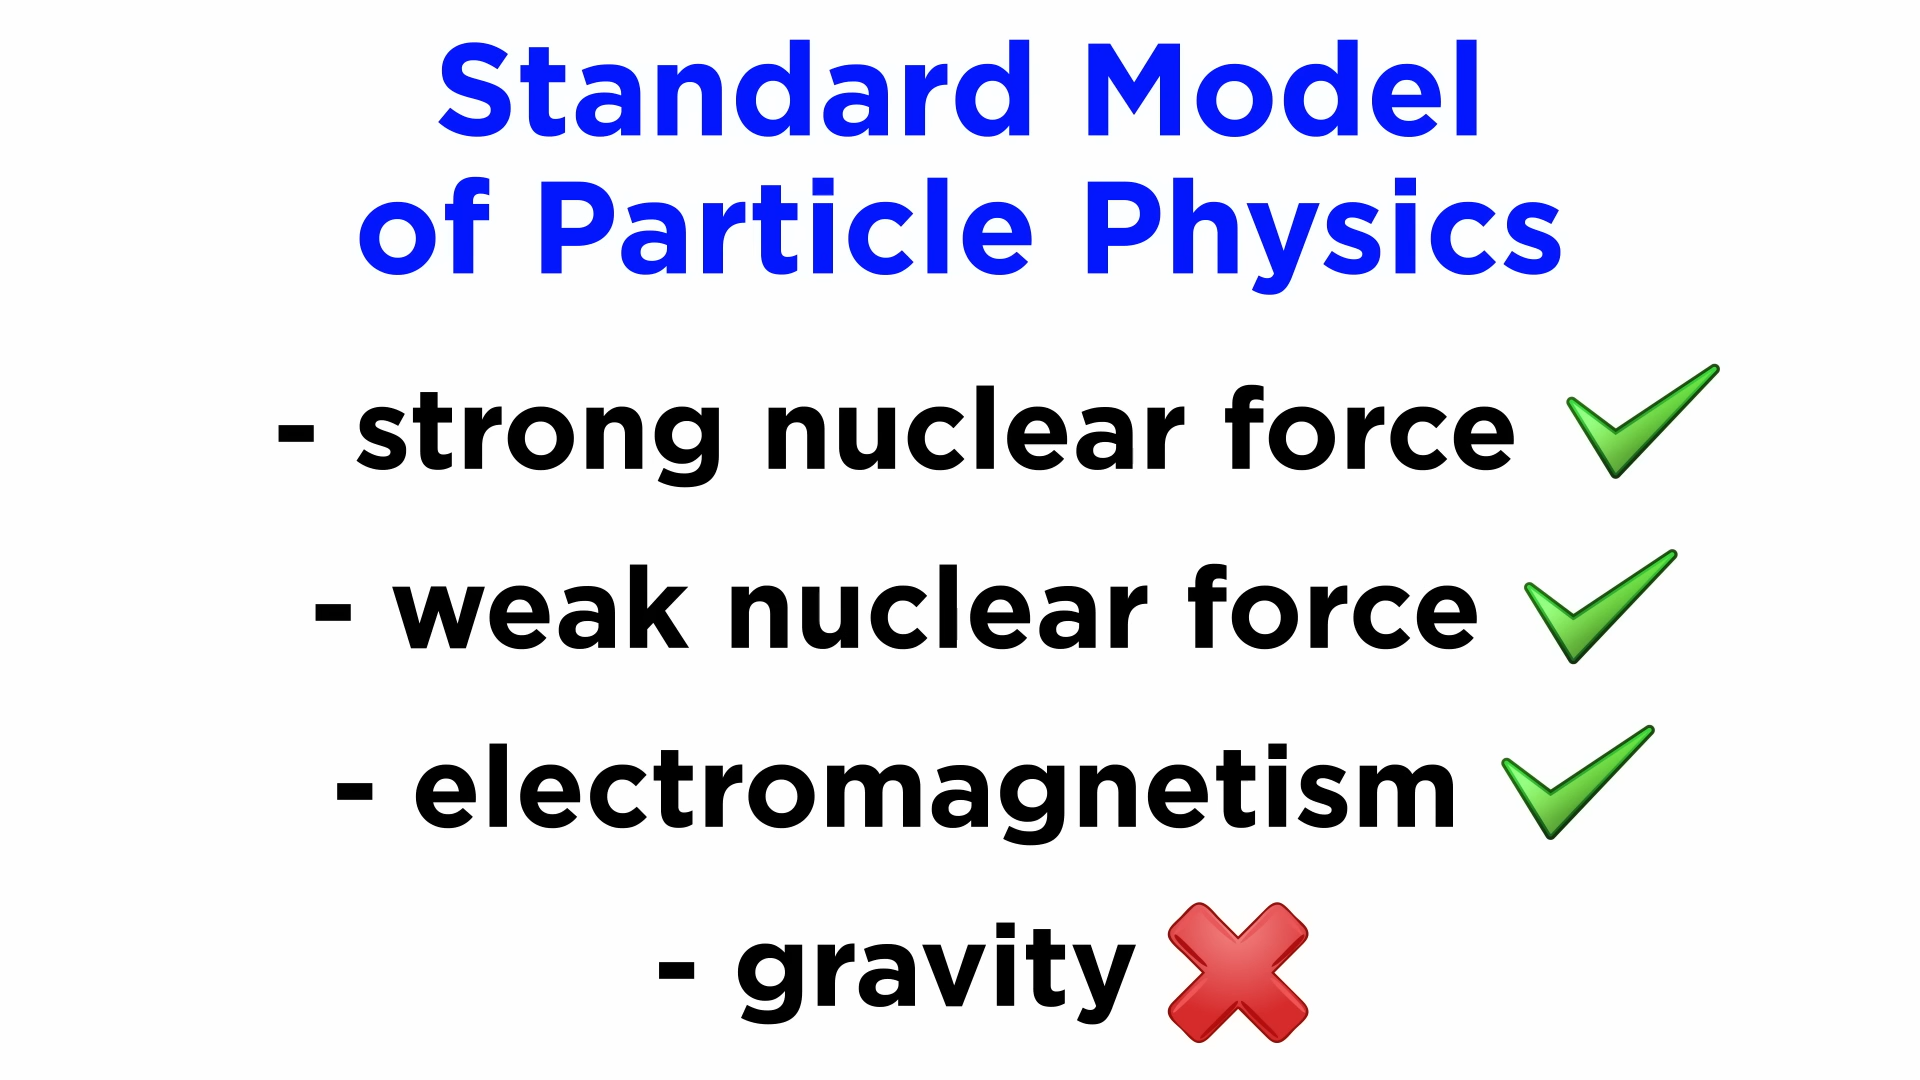 Standard Model
of Particle Physics
- strong nuclear force
- weak nuclear force
- electromagnetism
- gravity